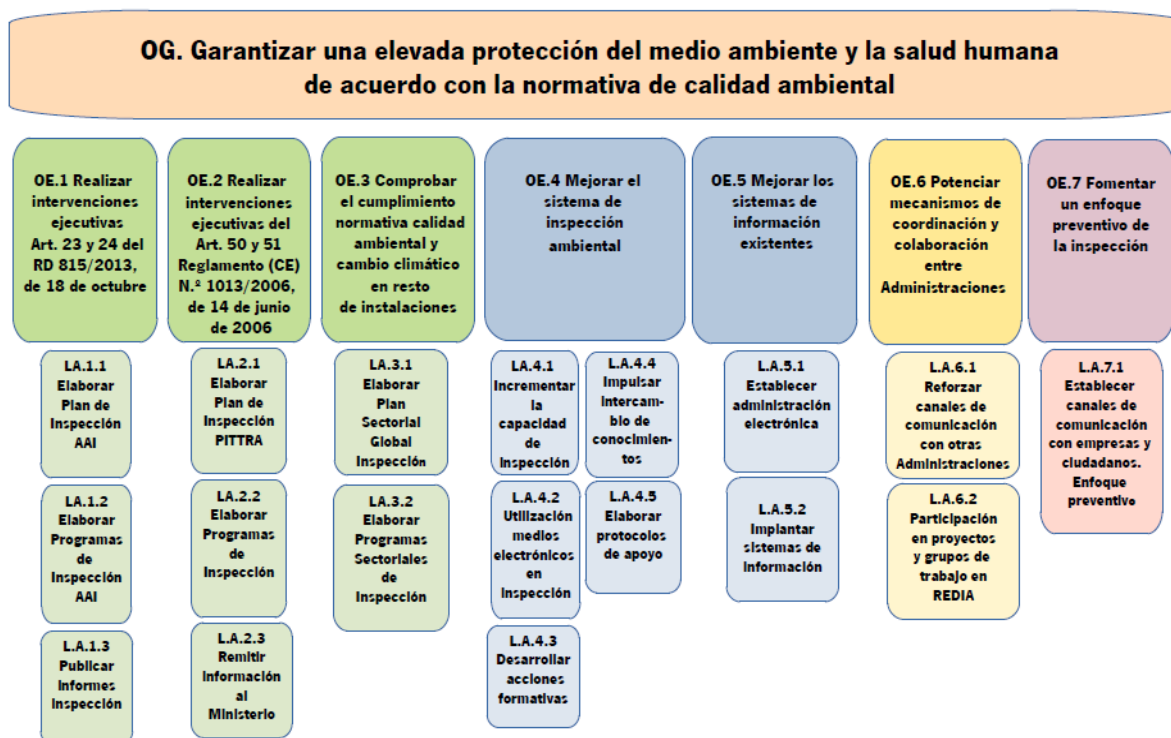 OG. Garantizar una elevada protección del medio ambiente y la salud humana
de acuerdo con la normativa de calidad ambiental
OE.1 Realizar
intervenciones
ejecutivas
Art. 23 y 24 del
RD 815/2013,
de 18 de octubre
OE.2 Realizar
intervenciones
ejecutivas del
Art. 50 y 51
Reglamento (CE)
N.º 1013/2006,
de 14 de junio
de 2006
OE.3 Comprobar
el cumplimiento
normativa calidad
ambiental y
cambio climático
en resto
de instalaciones
OE.4 Mejorar el
sistema de
inspección
ambiental
OE.5 Mejorar los
sistemas de
información
existentes
OE.6 Potenciar
mecanismos de
coordinación y
colaboración
entre
Administraciones
OE.7 Fomentar
un enfoque
preventivo de
la inspección
LA.1.1
Elaborar
Plan de
Inspección
AAI
LA.1.2
Elaborar
Programas
de
Inspección
AAI
L.A.1.3
Publicar
Informes
Inspección
LA.2.1
Elaborar
Plan de
Inspección
PITTRA
LA.2.2
Elaborar
Programas
de
Inspección
L.A.2.3
Remitir
Información
al
Ministerio
LA.3.1
Elaborar
Plan
Sectorial
Global
Inspección
LA.3.2
Elaborar
Programas
Sectoriales
de
Inspección
LA.4.1
Incrementar
la
capacidad
de
Inspección
L.A.4.2
Utilización
medios
electrónicos
en
Inspección
L.A.4.3
Desarrollar
acciones
formativas
L.A.4.4
Impulsar
Intercam-
bio de
conocimien-
tos
L.A.4.5
Elaborar
protocolos
de apoyo
L.A.5.1
Establecer
administración
electrónica
L.A.5.2
Implantar
sistemas de
Información
L.A.6.1
Reforzar
canales de
comunicación
con otras
Administraciones
L.A.6.2
Participación
en proyectos
y grupos de
trabajo en
REDIA
L.A.7.1
Establecer
canales de
comunicación
con empresas y
ciudadanos.
Enfoque
preventivo